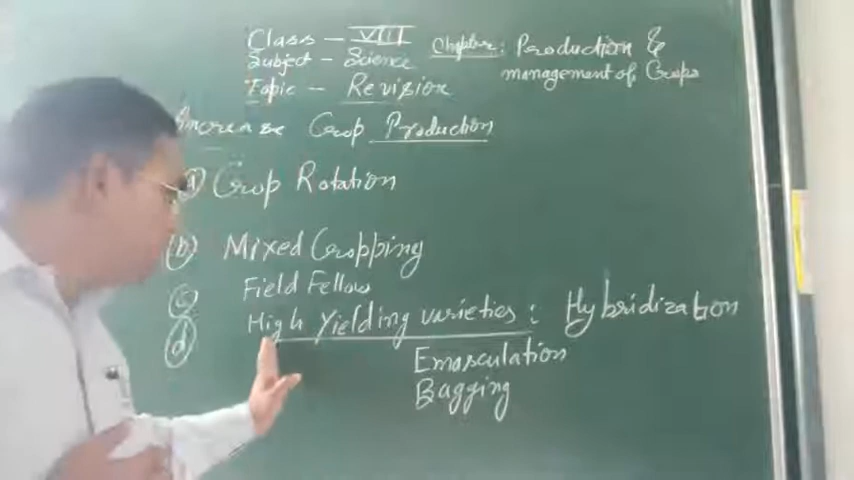 Class - VIII
Subject - Science Chapter: Production &
Topic - Revision management of Crops
Increase Crop Production
(a) Crop Rotation
(b) Mixed Cropping
(c) Field Fellow
(d) High Yielding varieties : Hybridization
Emasculation
Bagging